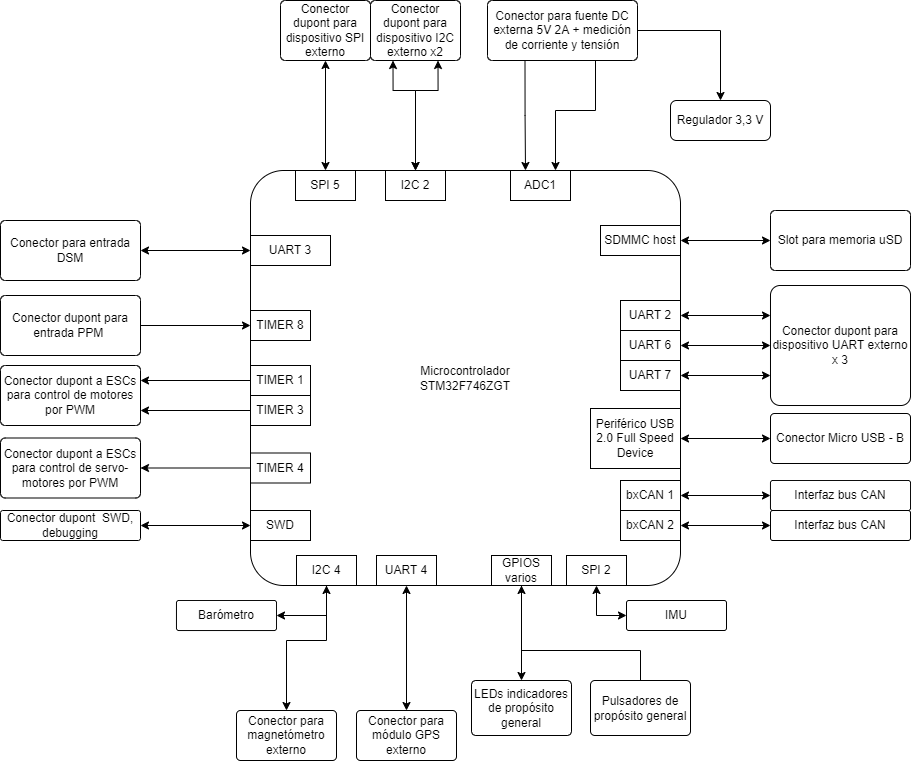 Conector
dupont para
dispositivo SPI
externo
Conector
dupont para
dispositivo I2C
externo x2
Conector para fuente DC
externa 5V 2A + medición
de corriente y tensión
Regulador 3,3 V
SPI 5
I2C 2
ADC1
Conector para entrada
DSM
UART 3
SDMMC host
Slot para memoria uSD
Conector dupont para
entrada PPM
TIMER 8
UART 2
UART 6
UART 7
Conector dupont para
dispositivo UART externo
x 3
Conector dupont a ESCs
para control de motores
por PWM
TIMER 1
TIMER 3
Microcontrolador
STM32F746ZGT
Periférico USB
2.0 Full Speed
Device
Conector Micro USB - B
Conector dupont a ESCs
para control de servo-
motores por PWM
TIMER 4
bxCAN 1
Interfaz bus CAN
bxCAN 2
Interfaz bus CAN
Conector dupont  SWD,
debugging
SWD
I2C 4
UART 4
GPIOS
varios
SPI 2
Barómetro
IMU
Conector para
magnetómetro
externo
Conector para
módulo GPS
externo
LEDs indicadores
de propósito
general
Pulsadores de
propósito general